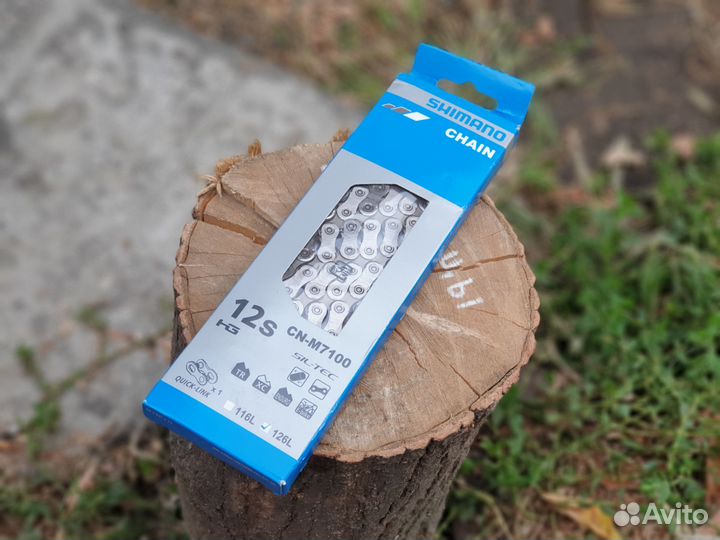 SHIMANO
CHAIN
12s
HG
CN-M7100
SIL-TEC
TR
XC
QUICK-LINK x1
116L
126L
Avito